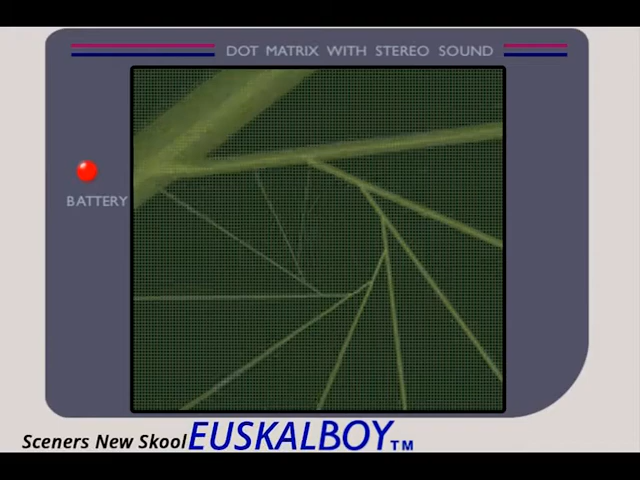 DOT MATRIX WITH STEREO SOUND
BATTERY
Sceners New Skool EUSKALBOY TM